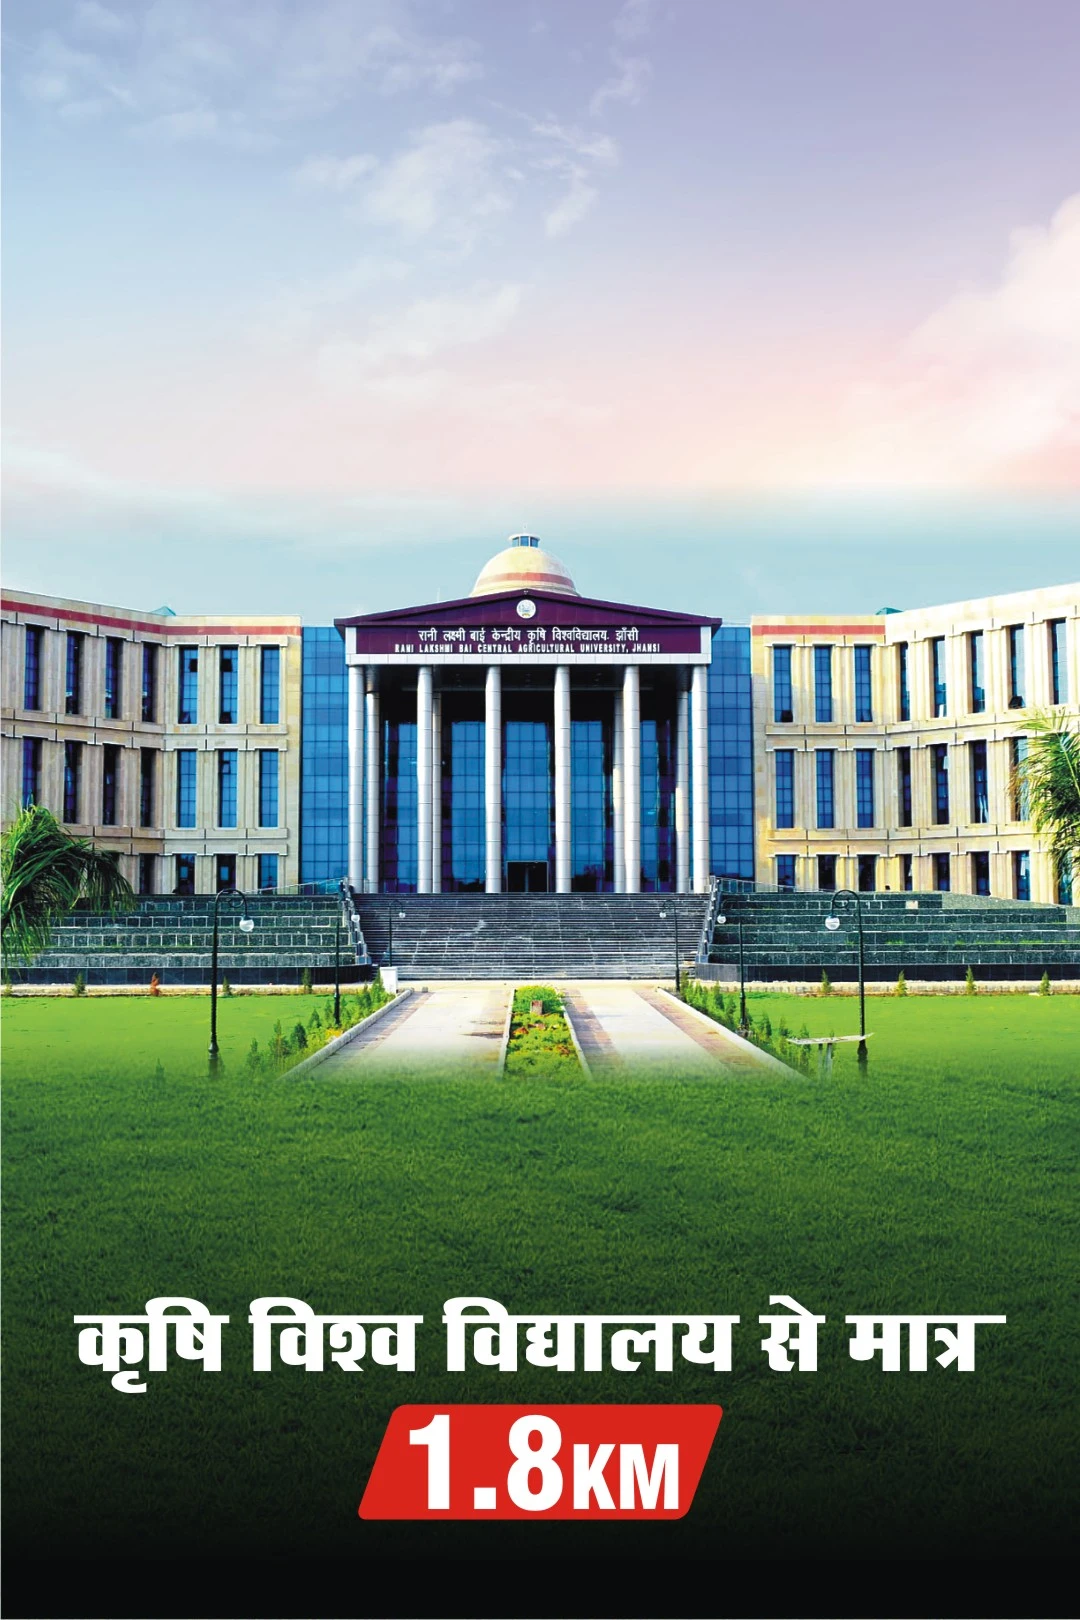 रानी लक्ष्मी बाई केन्द्रीय कृषि विश्वविद्यालय, झाँसी
RANI LAKSHMI BAI CENTRAL AGRICULTURAL UNIVERSITY, JHANSI
कृषि विश्व विद्यालय से मात्र
1.8KM